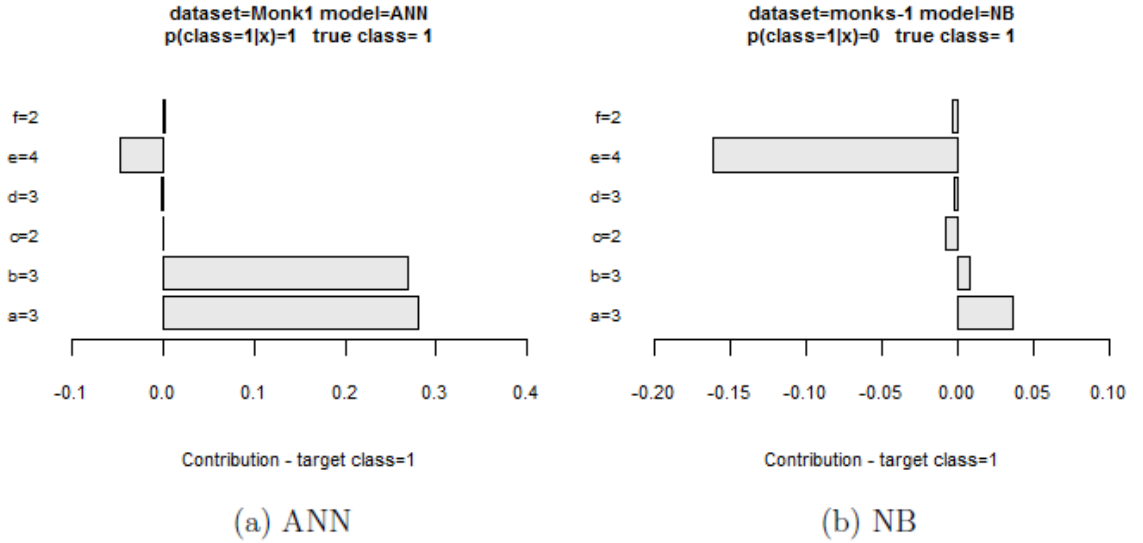 dataset=Monk1 model=ANN
p(class=1|x)=1 true class= 1
f=2
e=4
d=3
c=2
b=3
a=3
-0.1 0.0 0.1 0.2 0.3 0.4
Contribution - target class=1
(a) ANN
dataset=monks-1 model=NB
p(class=1|x)=0 true class= 1
f=2
e=4
d=3
c=2
b=3
a=3
-0.20 -0.15 -0.10 -0.05 0.00 0.05 0.10
Contribution - target class=1
(b) NB